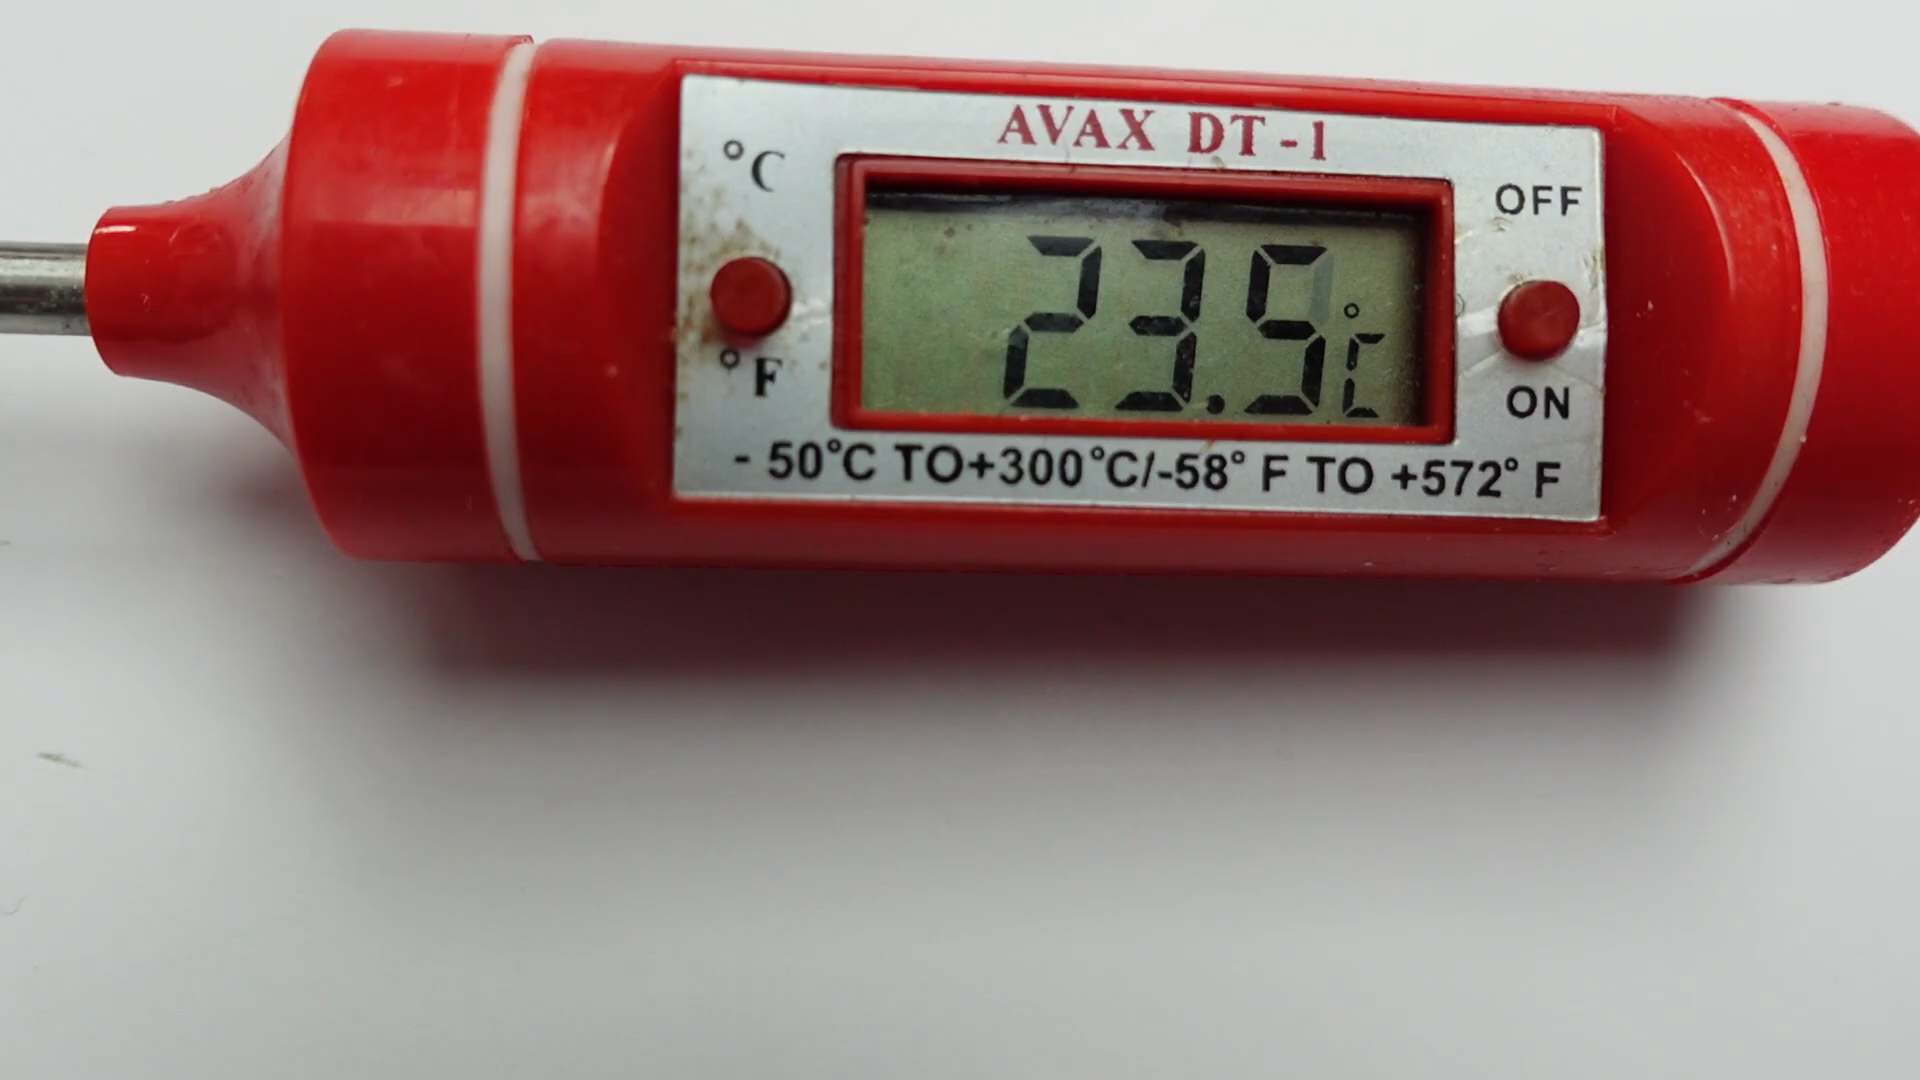 AVAX DT-1
°C
OFF
23.5°C
°F
ON
- 50°C TO+300°C/-58° F TO +572° F